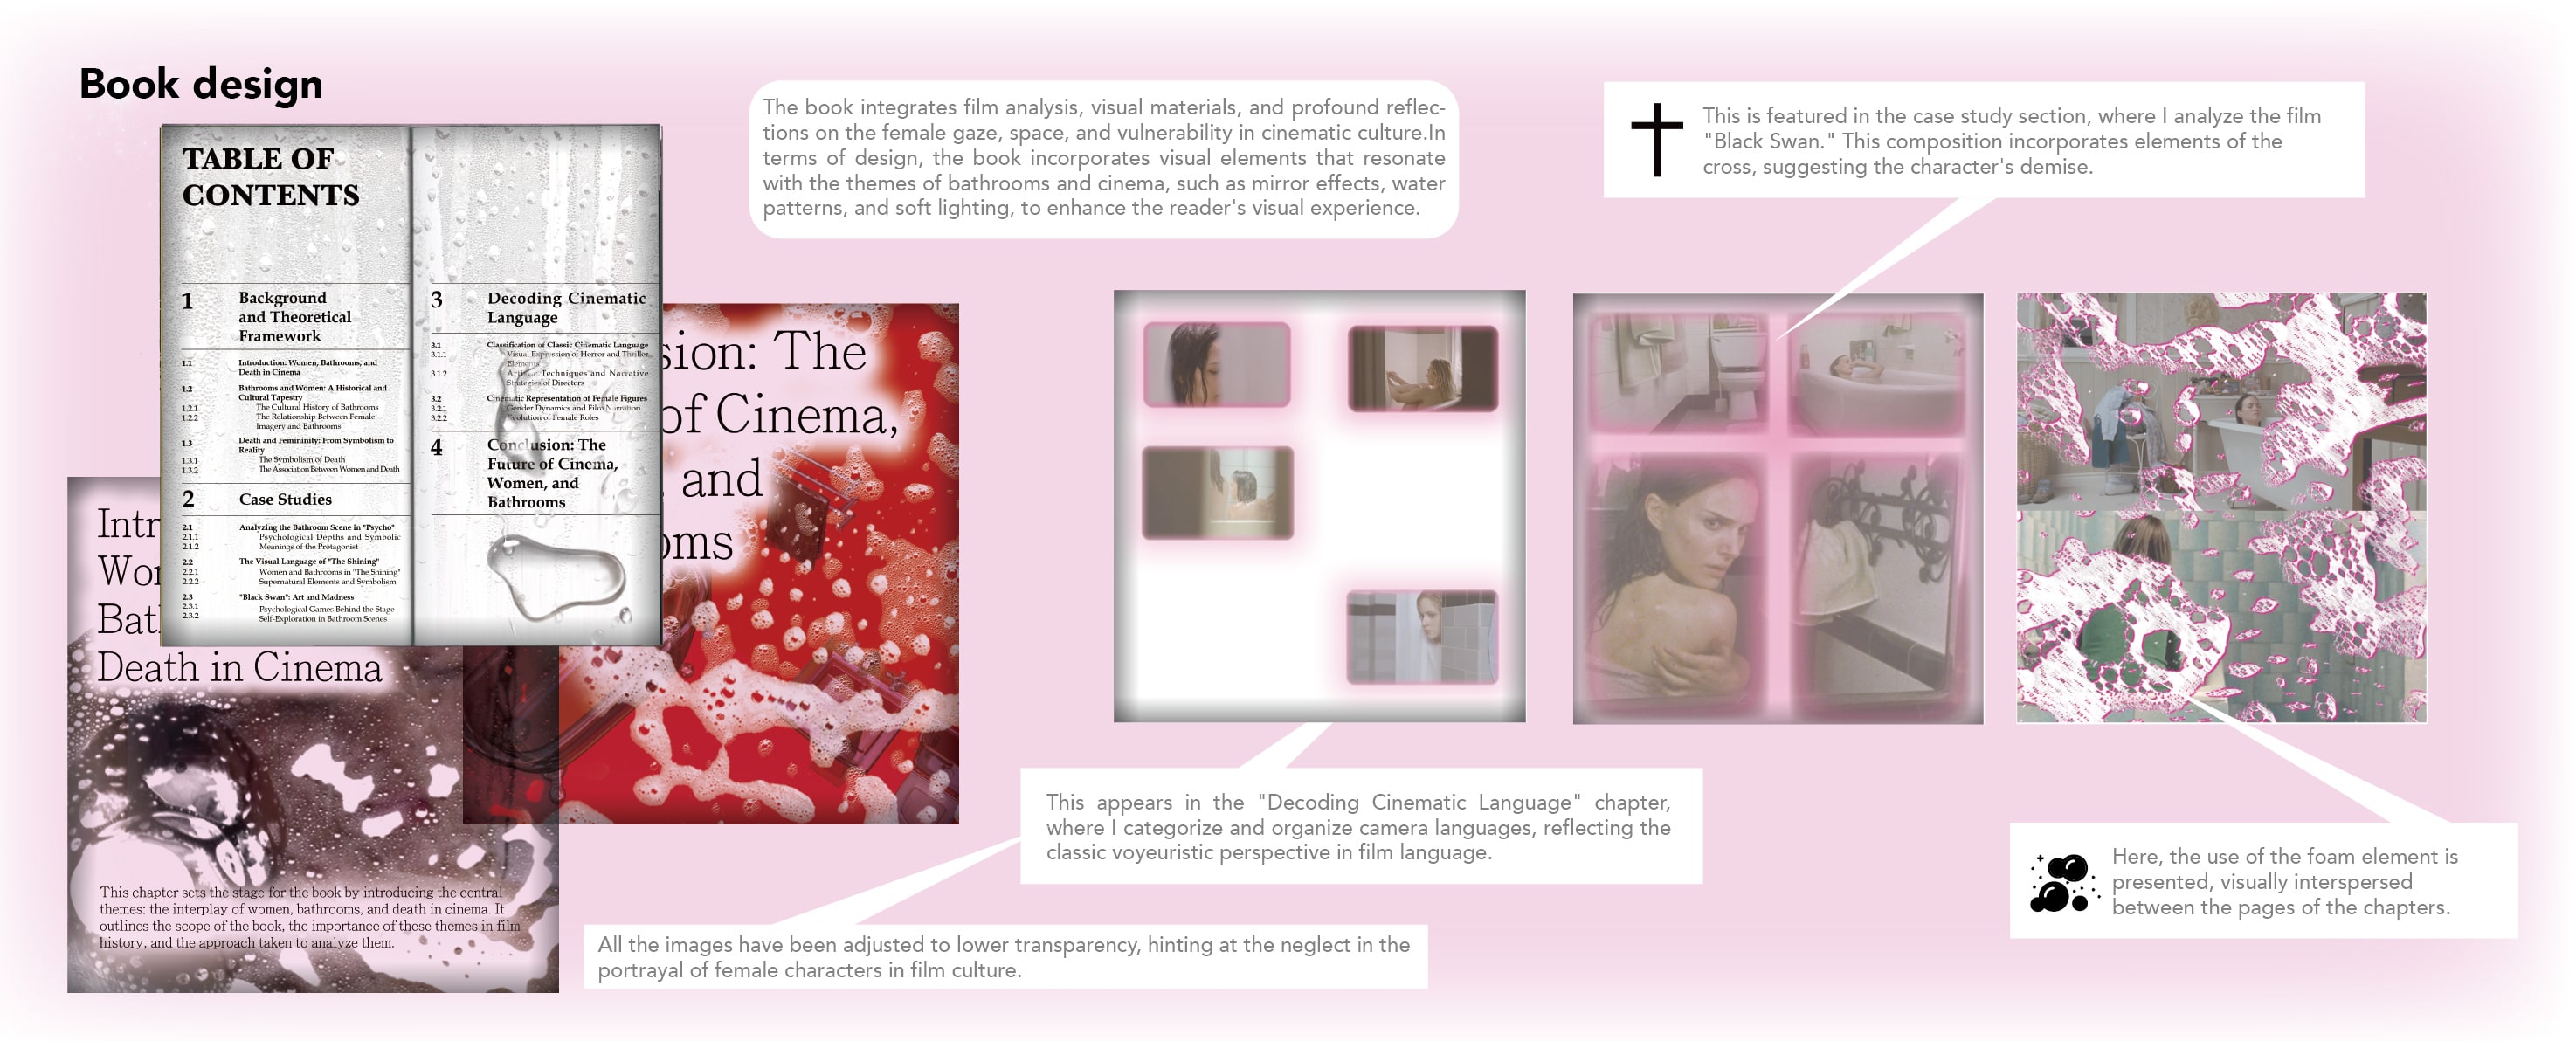 Book design
The book integrates film analysis, visual materials, and profound reflec-
tions on the female gaze, space, and vulnerability in cinematic culture.In
terms of design, the book incorporates visual elements that resonate
with the themes of bathrooms and cinema, such as mirror effects, water
patterns, and soft lighting, to enhance the reader's visual experience.
This is featured in the case study section, where I analyze the film
"Black Swan." This composition incorporates elements of the
cross, suggesting the character's demise.
TABLE OF
CONTENTS
1 Background
and Theoretical
Framework
1.1 Introduction: Women, Bathrooms, and
Death in Cinema
1.2 Bathrooms and Women: A Historical and
Cultural Tapestry
1.2.1 The Cultural History of Bathrooms
1.2.2 The Relationship Between Female
Imagery and Bathrooms
1.3 Death and Femininity: From Symbolism to
Reality
1.3.1 The Symbolism of Death
1.3.2 The Association Between Women and Death
2 Case Studies
2.1 Analyzing the Bathroom Scene in "Psycho"
2.1.1 Psychological Depths and Symbolic
2.1.2 Meanings of the Protagonist
2.2 The Visual Language of "The Shining"
2.2.1 Women and Bathrooms in "The Shining"
2.2.2 Supernatural Elements and Symbolism
2.3 "Black Swan": Art and Madness
2.3.1 Psychological Games Behind the Stage
2.3.2 Self-Exploration in Bathroom Scenes
3 Decoding Cinematic
Language
3.1 Classification of Classic Cinematic Language
3.1.1 Visual Expression of Horror and Thriller
Elements
3.1.2 Artistic Techniques and Narrative
Strategies of Directors
3.2 Cinematic Representation of Female Figures
3.2.1 Gender Dynamics and Film Narration
3.2.2 Evolution of Female Roles
4 Conclusion: The
Future of Cinema,
Women, and
Bathrooms
sion: The
of Cinema,
, and
oms
Intr
Wor
Bat
Death in Cinema
This chapter sets the stage for the book by introducing the central
themes: the interplay of women, bathrooms, and death in cinema. It
outlines the scope of the book, the importance of these themes in film
history, and the approach taken to analyze them.
This appears in the "Decoding Cinematic Language" chapter,
where I categorize and organize camera languages, reflecting the
classic voyeuristic perspective in film language.
All the images have been adjusted to lower transparency, hinting at the neglect in the
portrayal of female characters in film culture.
Here, the use of the foam element is
presented, visually interspersed
between the pages of the chapters.